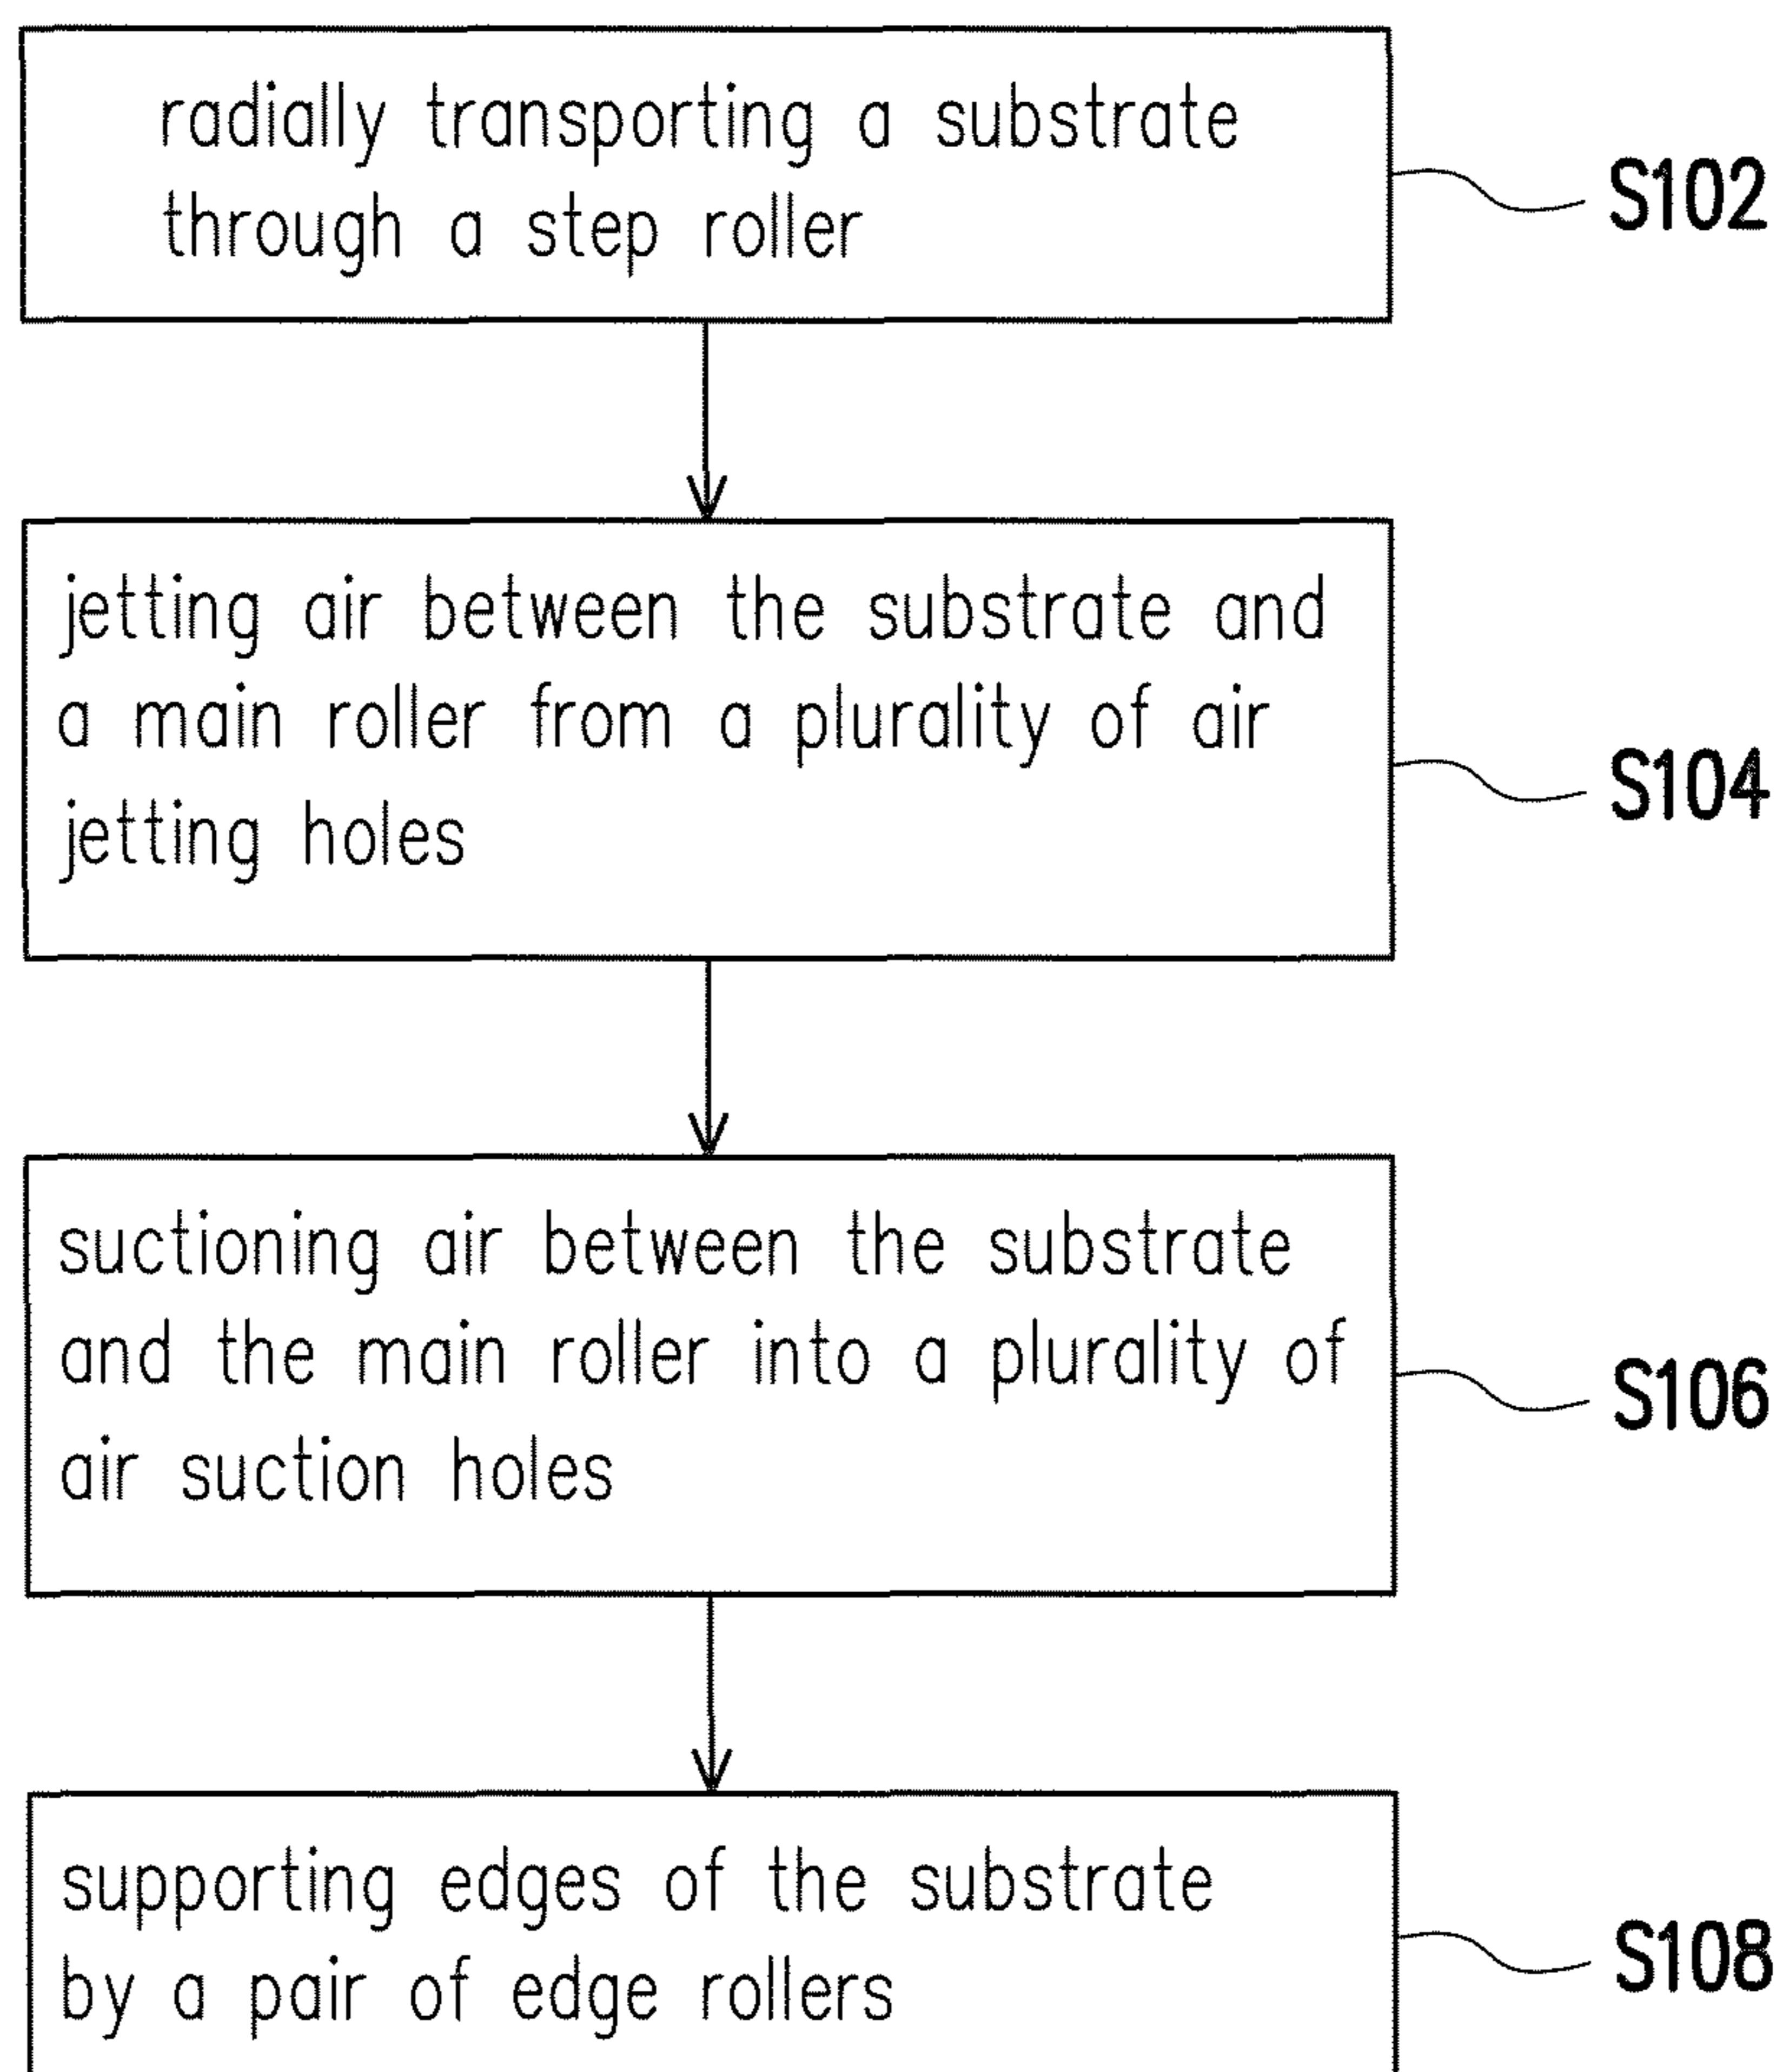 radially transporting a substrate
through a step roller
S102
jetting air between the substrate and
a main roller from a plurality of air
jetting holes
S104
suctioning air between the substrate
and the main roller into a plurality of
air suction holes
S106
supporting edges of the substrate
by a pair of edge rollers
S108